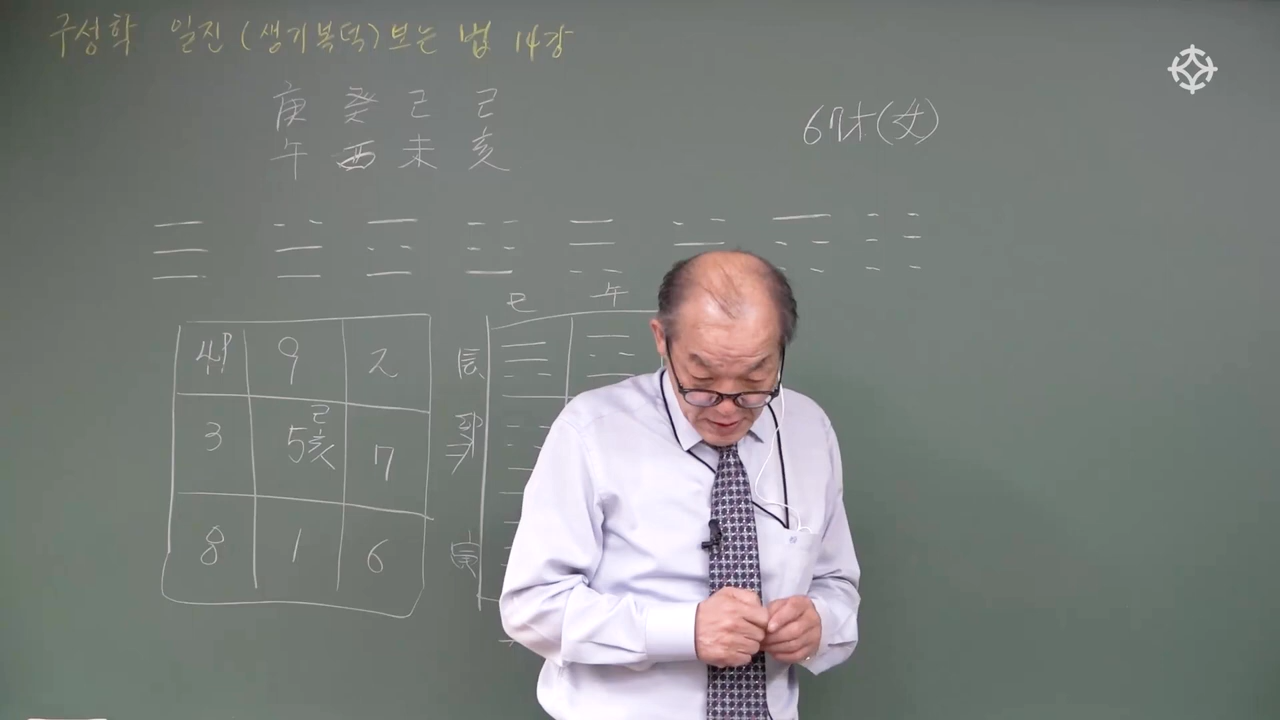 구성학 일진 (생기복덕) 보는 법 14강
庚 癸 己 己
午 酉 未 亥
67才(女)
巳 午
9 2
辰
3 5 己亥 7
卯
8 1 6
寅